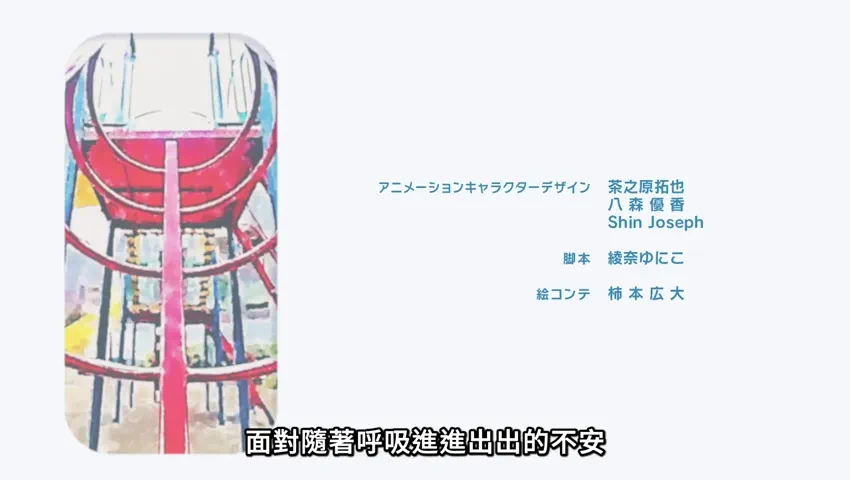 アニメーションキャラクターデザイン 茶之原拓也
八森優香
Shin Joseph
脚本 綾奈ゆにこ
絵コンテ 柿本広大
面對隨著呼吸進進出出的不安